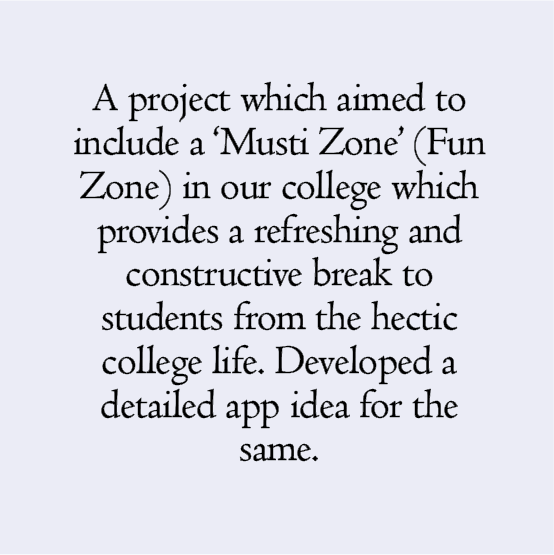 A project which aimed to
include a ‘Musti Zone’ (Fun
Zone) in our college which
provides a refreshing and
constructive break to
students from the hectic
college life. Developed a
detailed app idea for the
same.